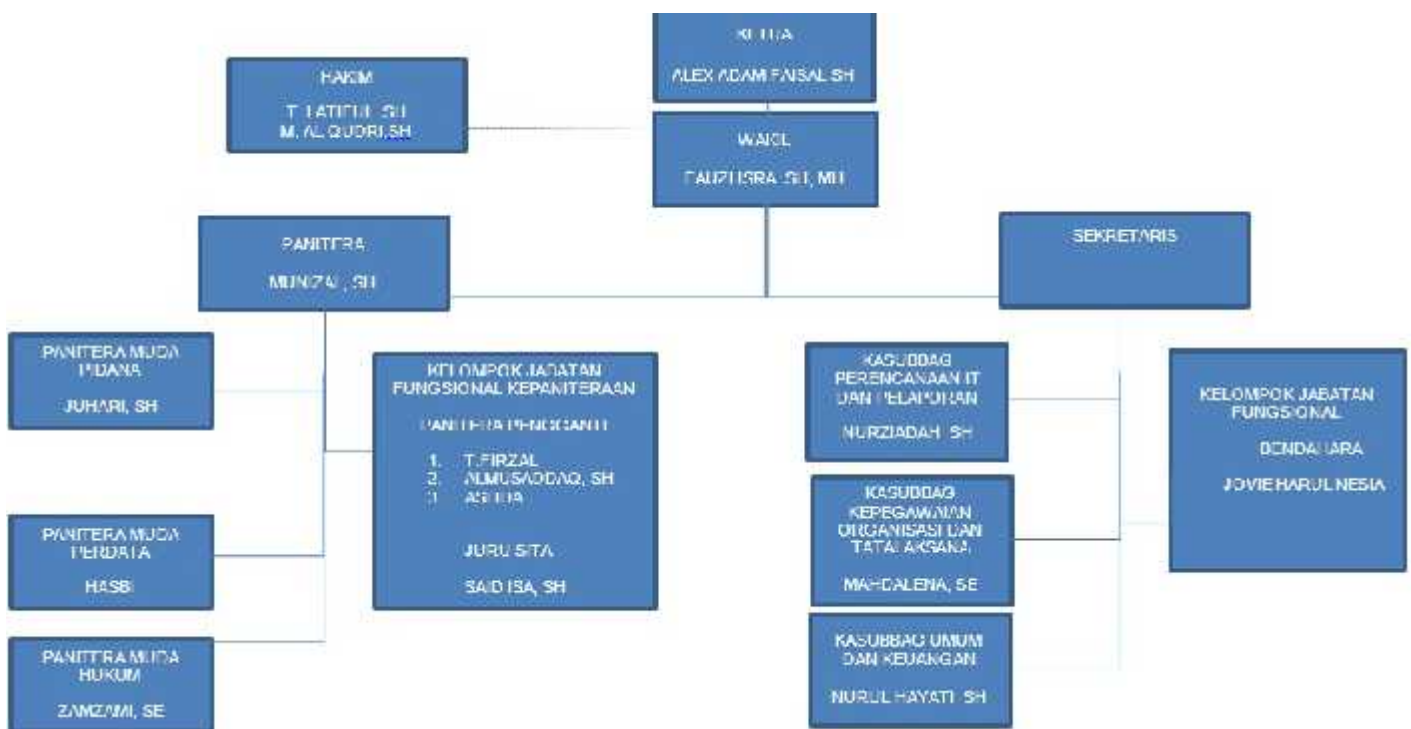 KETUA
ALEX ADAM FAISAL SH
HAKIM
T. LATIFUL SH
M. AL QUDRI,SH
WAKIL
FAUZI ISRA SH, MH
PANITERA
MUNIZAL, SH
SEKRETARIS
PANITERA MUDA
PIDANA
JUHARI, SH
KELOMPOK JABATAN
FUNGSIONAL KEPANITERAAN
PANITERA PENGGANTI
1. T.FIRZAL
2. ALMUSADDAQ, SH
3
JURU SITA
SAID ISA, SH
PANITERA MUDA
PERDATA
HASBI
PANITERA MUDA
HUKUM
ZAMZAMI, SE
KASUBBAG
PERENCANAAN IT
DAN PELAPORAN
NURZIADAH SH
KASUBBAG
KEPEGAWAIAN
ORGANISASI DAN
TATALAKSANA
MAHDALENA, SE
KASUBBAG UMUM
DAN KEUANGAN
NURUL HAYATI SH
KELOMPOK JABATAN
FUNGSIONAL
BENDAHARA
JOVIE HARUL NESIA